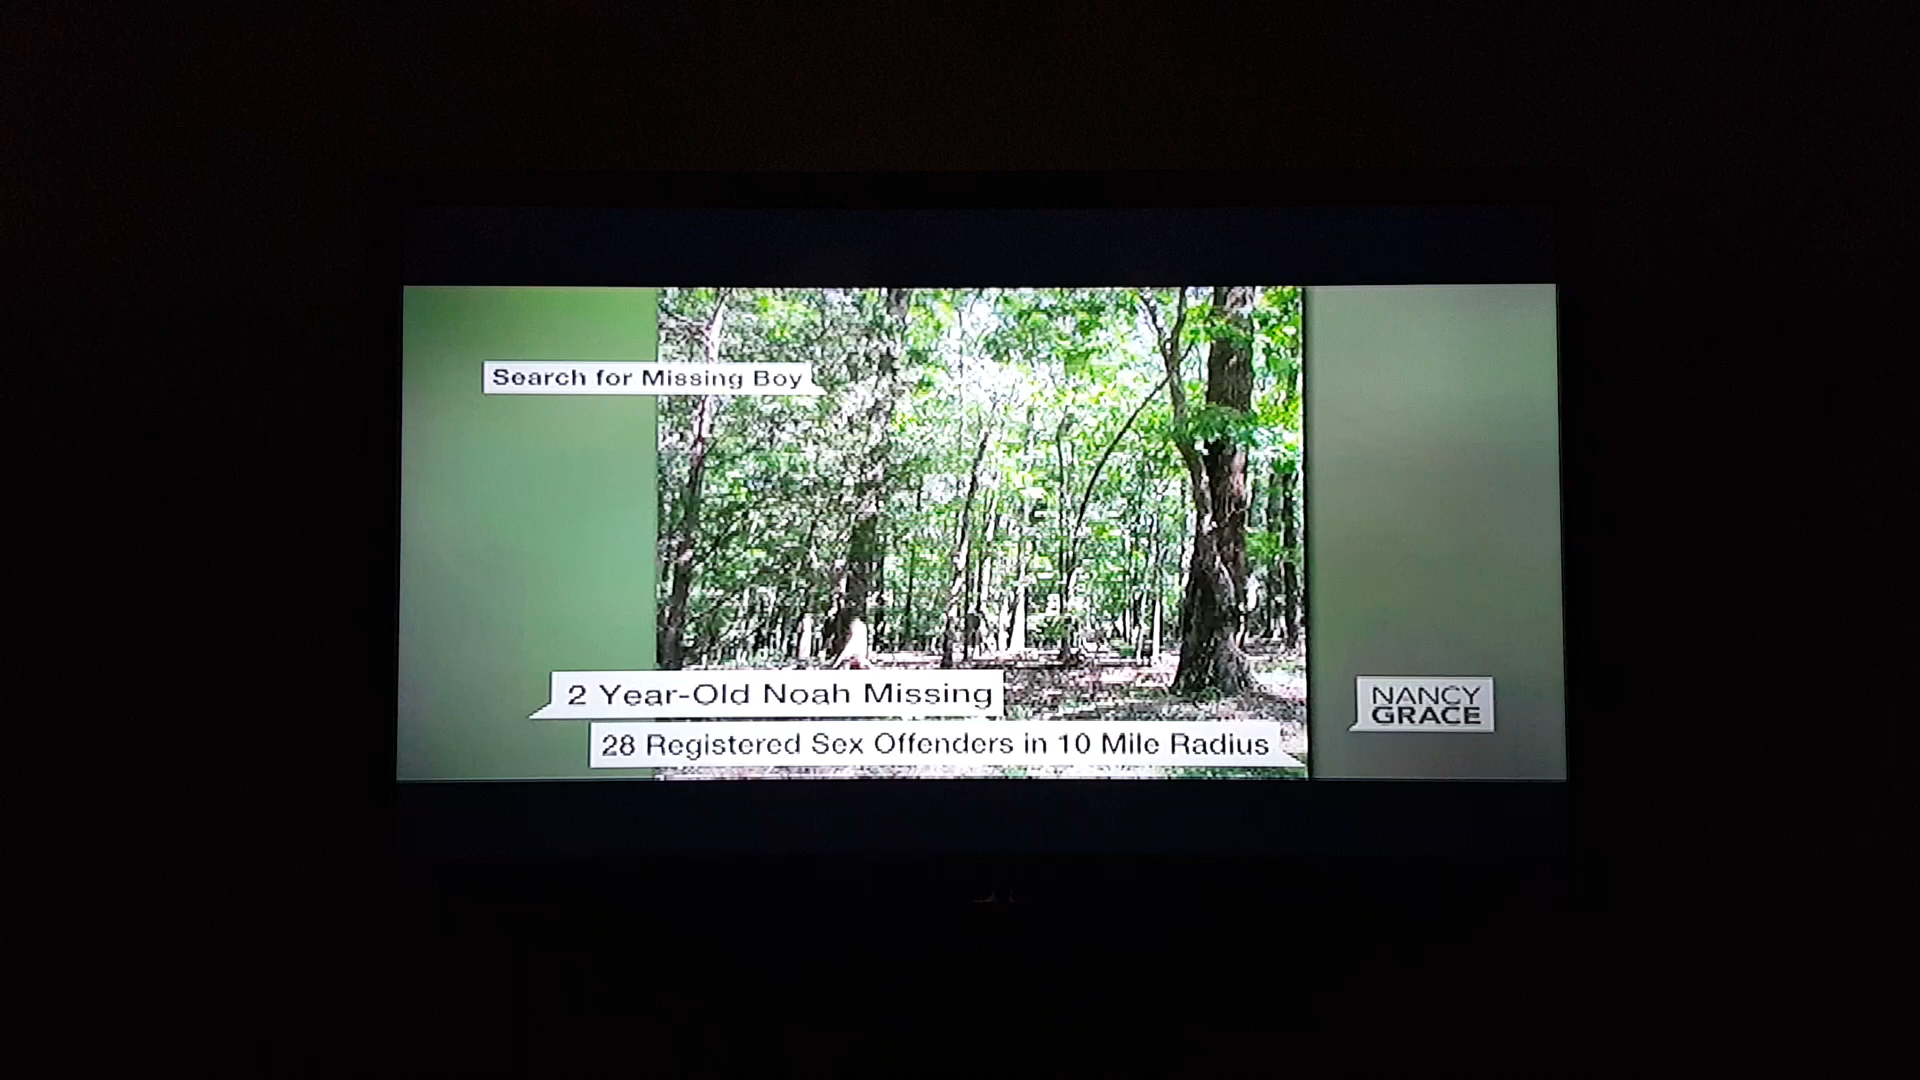 Search for Missing Boy
2 Year-Old Noah Missing
28 Registered Sex Offenders in 10 Mile Radius
NANCY
GRACE